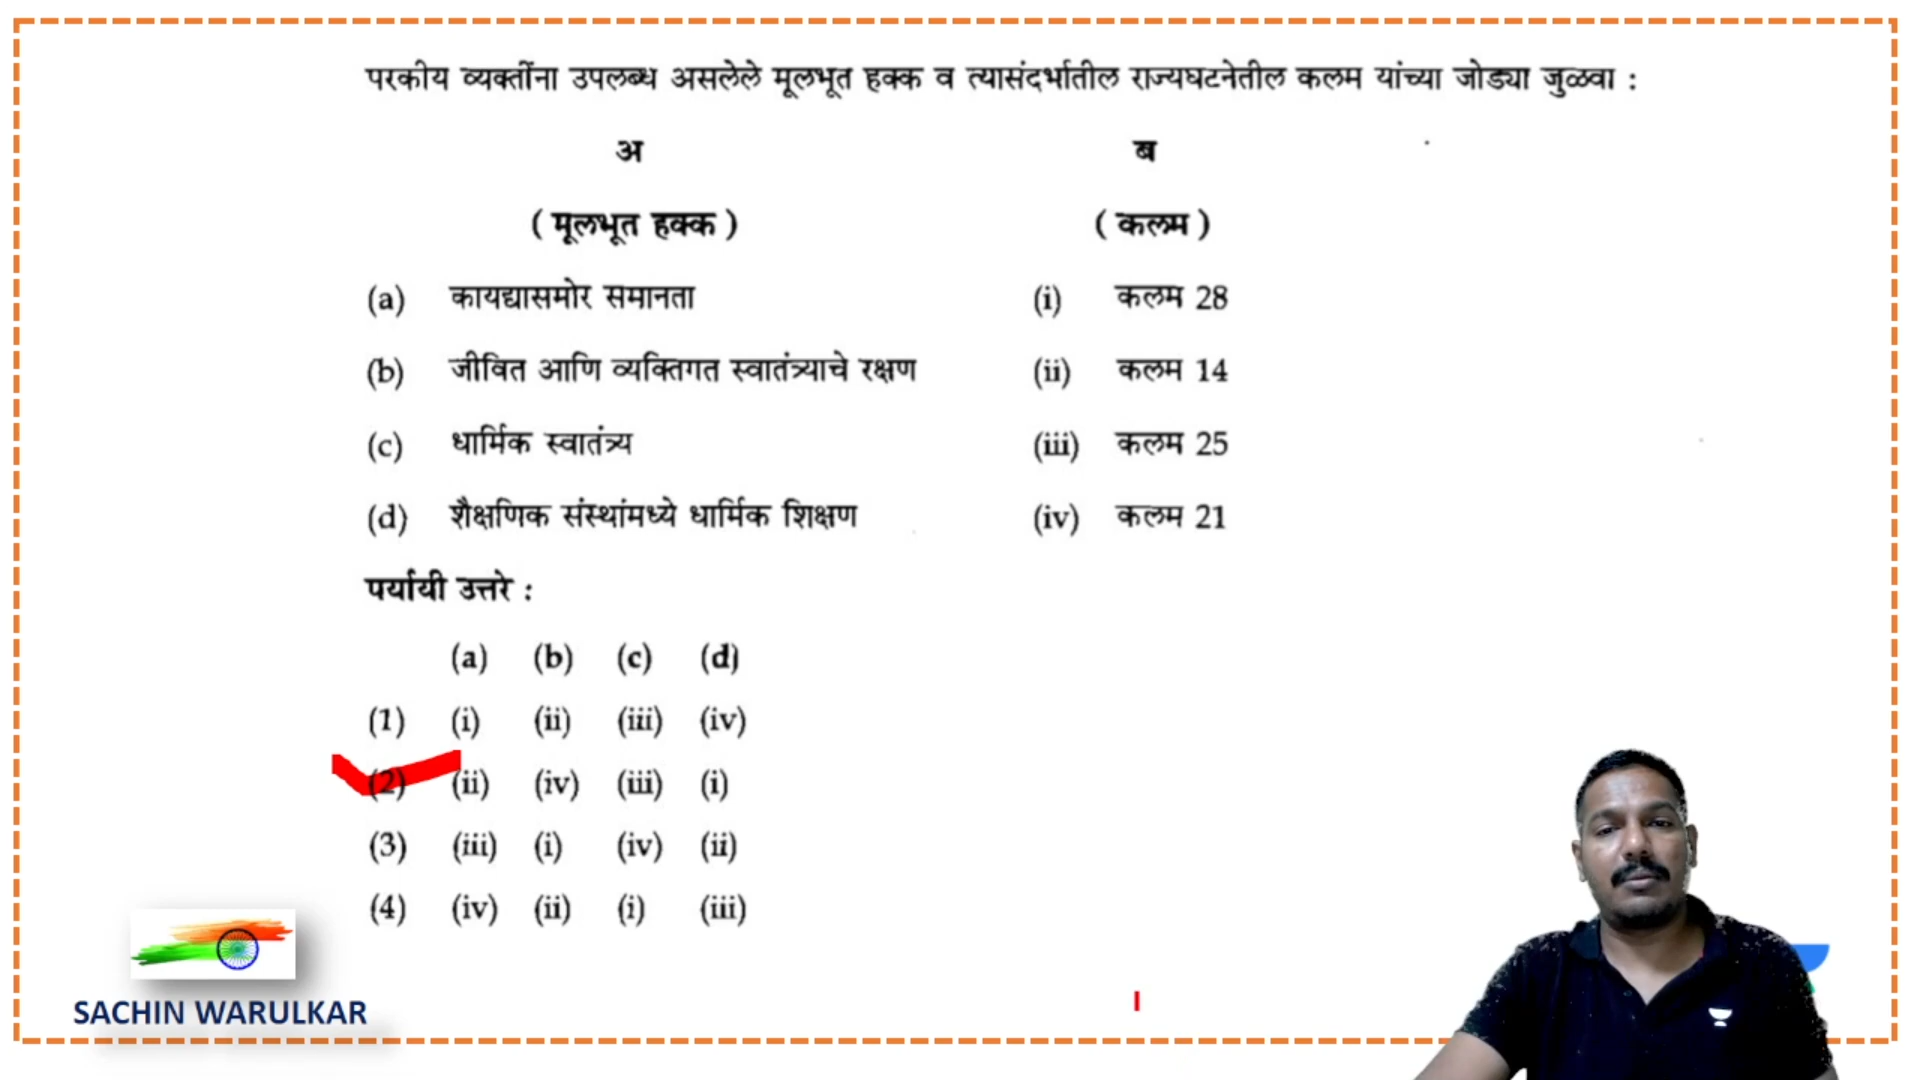 परकीय व्यक्तींना उपलब्ध असलेले मूलभूत हक्क व त्यासंदर्भातील राज्यघटनेतील कलम यांच्या जोड्या जुळवा :
अ ब
( मूलभूत हक्क ) ( कलम )
(a) कायद्यासमोर समानता (i) कलम 28
(b) जीवित आणि व्यक्तिगत स्वातंत्र्याचे रक्षण (ii) कलम 14
(c) धार्मिक स्वातंत्र्य (iii) कलम 25
(d) शैक्षणिक संस्थांमध्ये धार्मिक शिक्षण (iv) कलम 21
पर्यायी उत्तरे :
(a) (b) (c) (d)
(1) (i) (ii) (iii) (iv)
(2) (ii) (iv) (iii) (i)
(3) (iii) (i) (iv) (ii)
(4) (iv) (ii) (i) (iii)
SACHIN WARULKAR